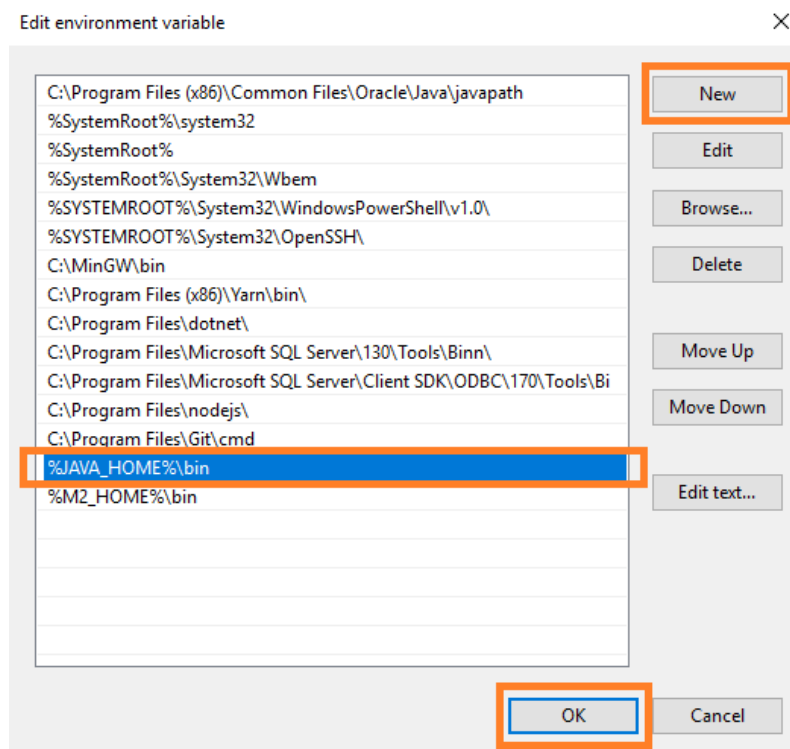 Edit environment variable
C:\Program Files (x86)\Common Files\Oracle\Java\javapath
%SystemRoot%\system32
%SystemRoot%
%SystemRoot%\System32\Wbem
%SYSTEMROOT%\System32\WindowsPowerShell\v1.0\
%SYSTEMROOT%\System32\OpenSSH\
C:\MinGW\bin
C:\Program Files (x86)\Yarn\bin\
C:\Program Files\dotnet\
C:\Program Files\Microsoft SQL Server\130\Tools\Binn\
C:\Program Files\Microsoft SQL Server\Client SDK\ODBC\170\Tools\Bi
C:\Program Files\nodejs\
C:\Program Files\Git\cmd
%JAVA_HOME%\bin
%M2_HOME%\bin
New
Edit
Browse...
Delete
Move Up
Move Down
Edit text...
OK
Cancel